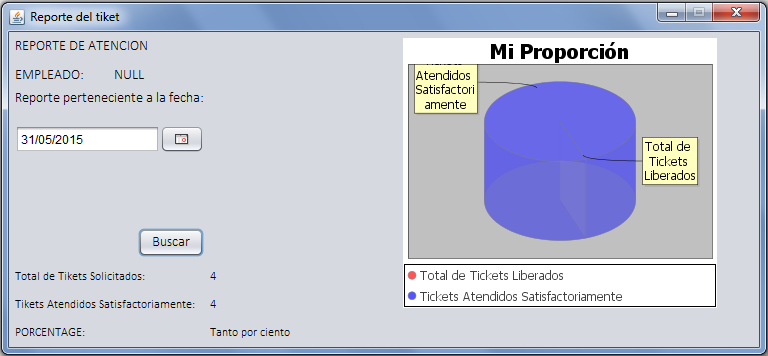 Reporte del tiket
REPORTE DE ATENCION
EMPLEADO: NULL
Reporte perteneciente a la fecha:
31/05/2015
Buscar
Total de Tikets Solicitados: 4
Tikets Atendidos Satisfactoriamente: 4
PORCENTAGE: Tanto por ciento
Mi Proporción
Atendidos
Satisfactori
amente
Total de
Tickets
Liberados
Total de Tickets Liberados
Tickets Atendidos Satisfactoriamente